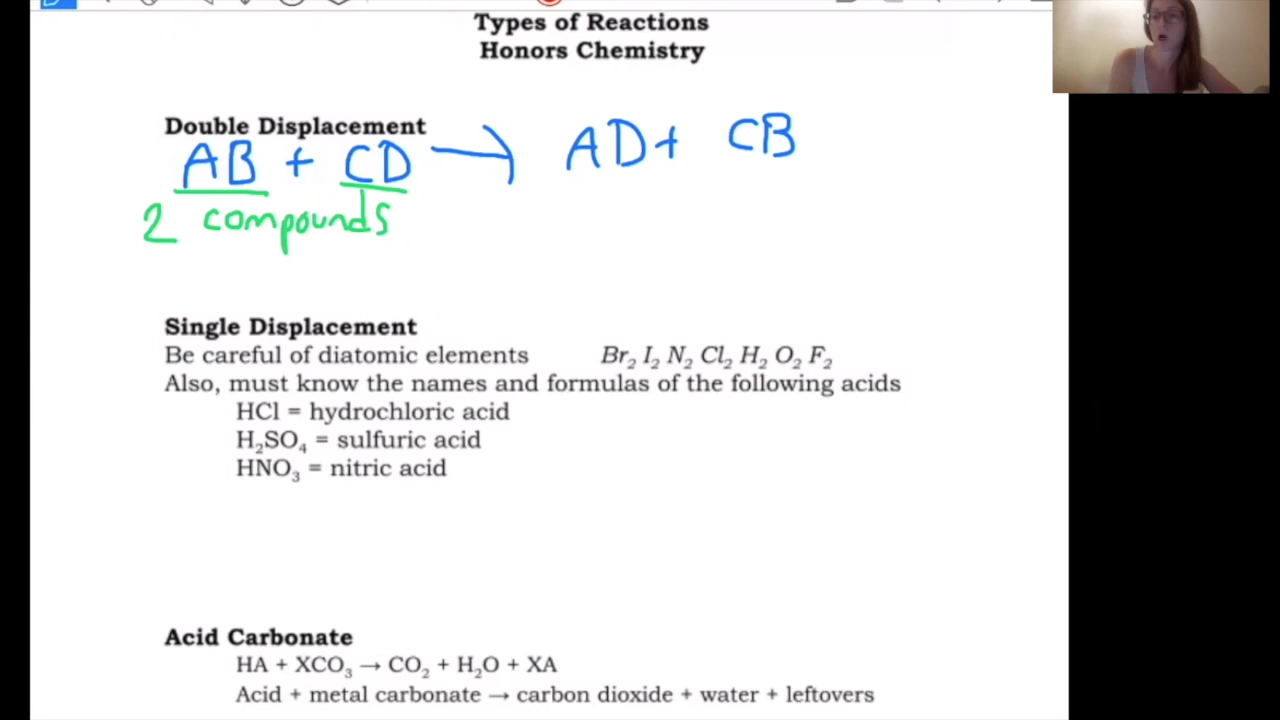 Types of Reactions
Honors Chemistry
Double Displacement
AB + CD → AD + CB
2 compounds
Single Displacement
Be careful of diatomic elements Br₂ I₂ N₂ Cl₂ H₂ O₂ F₂
Also, must know the names and formulas of the following acids
HCl = hydrochloric acid
H₂SO₄ = sulfuric acid
HNO₃ = nitric acid
Acid Carbonate
HA + XCO₃ → CO₂ + H₂O + XA
Acid + metal carbonate → carbon dioxide + water + leftovers